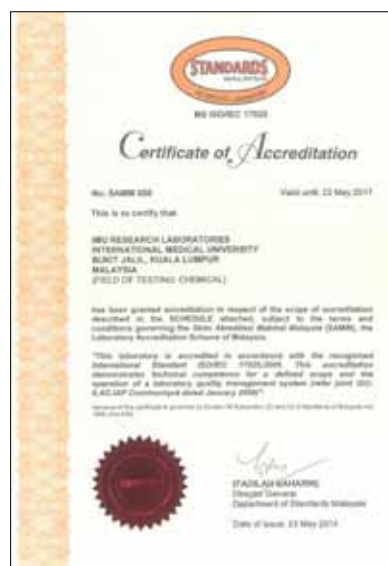 STANDARDS
MALAYSIA
MS ISO/IEC 17025
Certificate of Accreditation
No: SAMM
Valid until: 23 May 2017
This is to certify that
IMU RESEARCH LABORATORIES
INTERNATIONAL MEDICAL UNIVERSITY
BUKIT JALIL, KUALA LUMPUR
MALAYSIA
(FIELD OF TESTING: CHEMICAL)
has been granted accreditation in respect of the scope of accreditation
described in the SCHEDULE attached, subject to the terms and
conditions governing the Skim Akreditasi Makmal Malaysia (SAMM), the
Laboratory Accreditation Scheme of Malaysia.
"This laboratory is accredited in accordance with the recognised
International Standard ISO/IEC 17025:2005. This accreditation
demonstrates technical competence for a defined scope and the
operation of a laboratory quality management system (refer joint ISO-
ILAC-IAF Communiqué dated January 2009)".
(FADILAH BAHARIN)
Director General
Department of Standards Malaysia
Date of issue: 23 May 2014